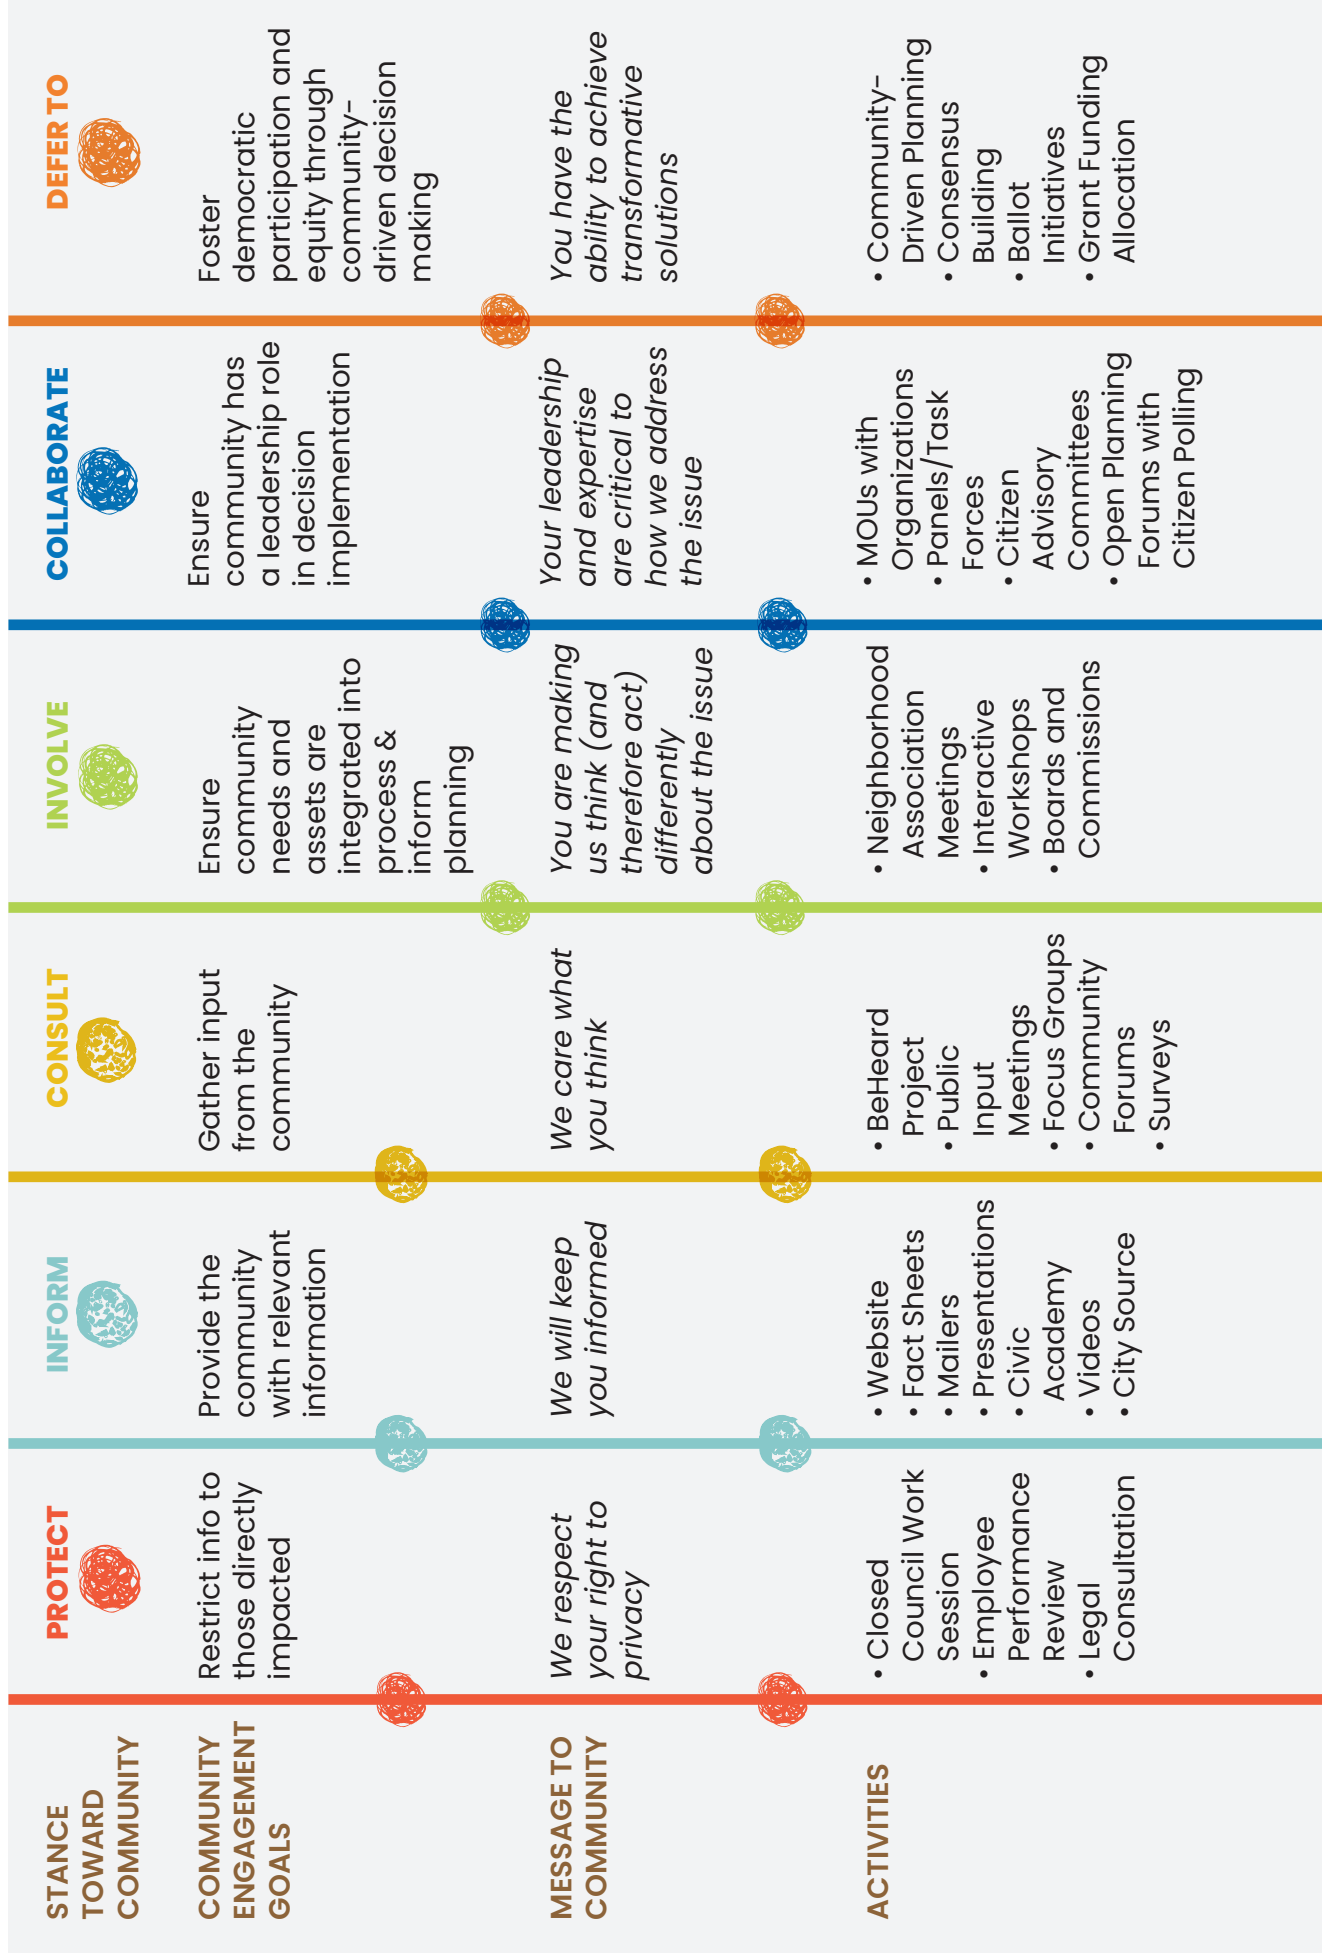 STANCE
TOWARD
COMMUNITY
PROTECT
INFORM
CONSULT
INVOLVE
COLLABORATE
DEFER TO
COMMUNITY
ENGAGEMENT
GOALS
Restrict info to
those directly
impacted
Provide the
community
with relevant
information
Gather input
from the
community
Ensure
community
needs and
assets are
integrated into
process &
inform
planning
Ensure
community has
a leadership role
in decision
implementation
Foster
democratic
participation and
equity through
community-
driven decision
making
MESSAGE TO
COMMUNITY
We respect
your right to
privacy
We will keep
you informed
We care what
you think
You are making
us think (and
therefore act)
differently
about the issue
Your leadership
and expertise
are critical to
how we address
the issue
You have the
ability to achieve
transformative
solutions
ACTIVITIES
• Closed
Council Work
Session
• Employee
Performance
Review
• Legal
Consultation
• Website
• Fact Sheets
• Mailers
• Presentations
• Civic
Academy
• Videos
• City Source
• BeHeard
Project
• Public
Input
Meetings
• Focus Groups
• Community
Forums
• Surveys
• Neighborhood
Association
Meetings
• Interactive
Workshops
• Boards and
Commissions
• MOUs with
Organizations
• Panels/Task
Forces
• Citizen
Advisory
Committees
• Open Planning
Forums with
Citizen Polling
• Community-
Driven Planning
• Consensus
Building
• Ballot
Initiatives
• Grant Funding
Allocation